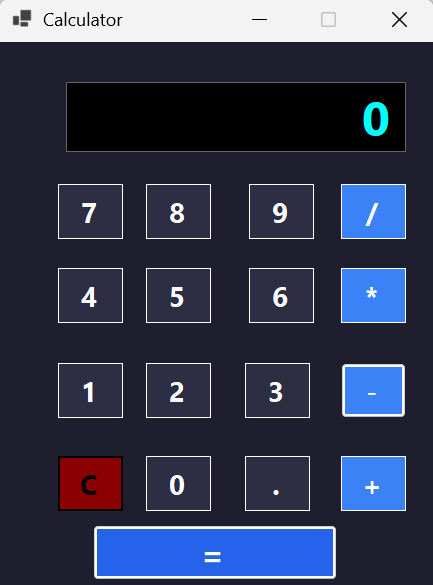 Calculator
0
7 8 9 /
4 5 6 *
1 2 3 -
C 0 . +
=